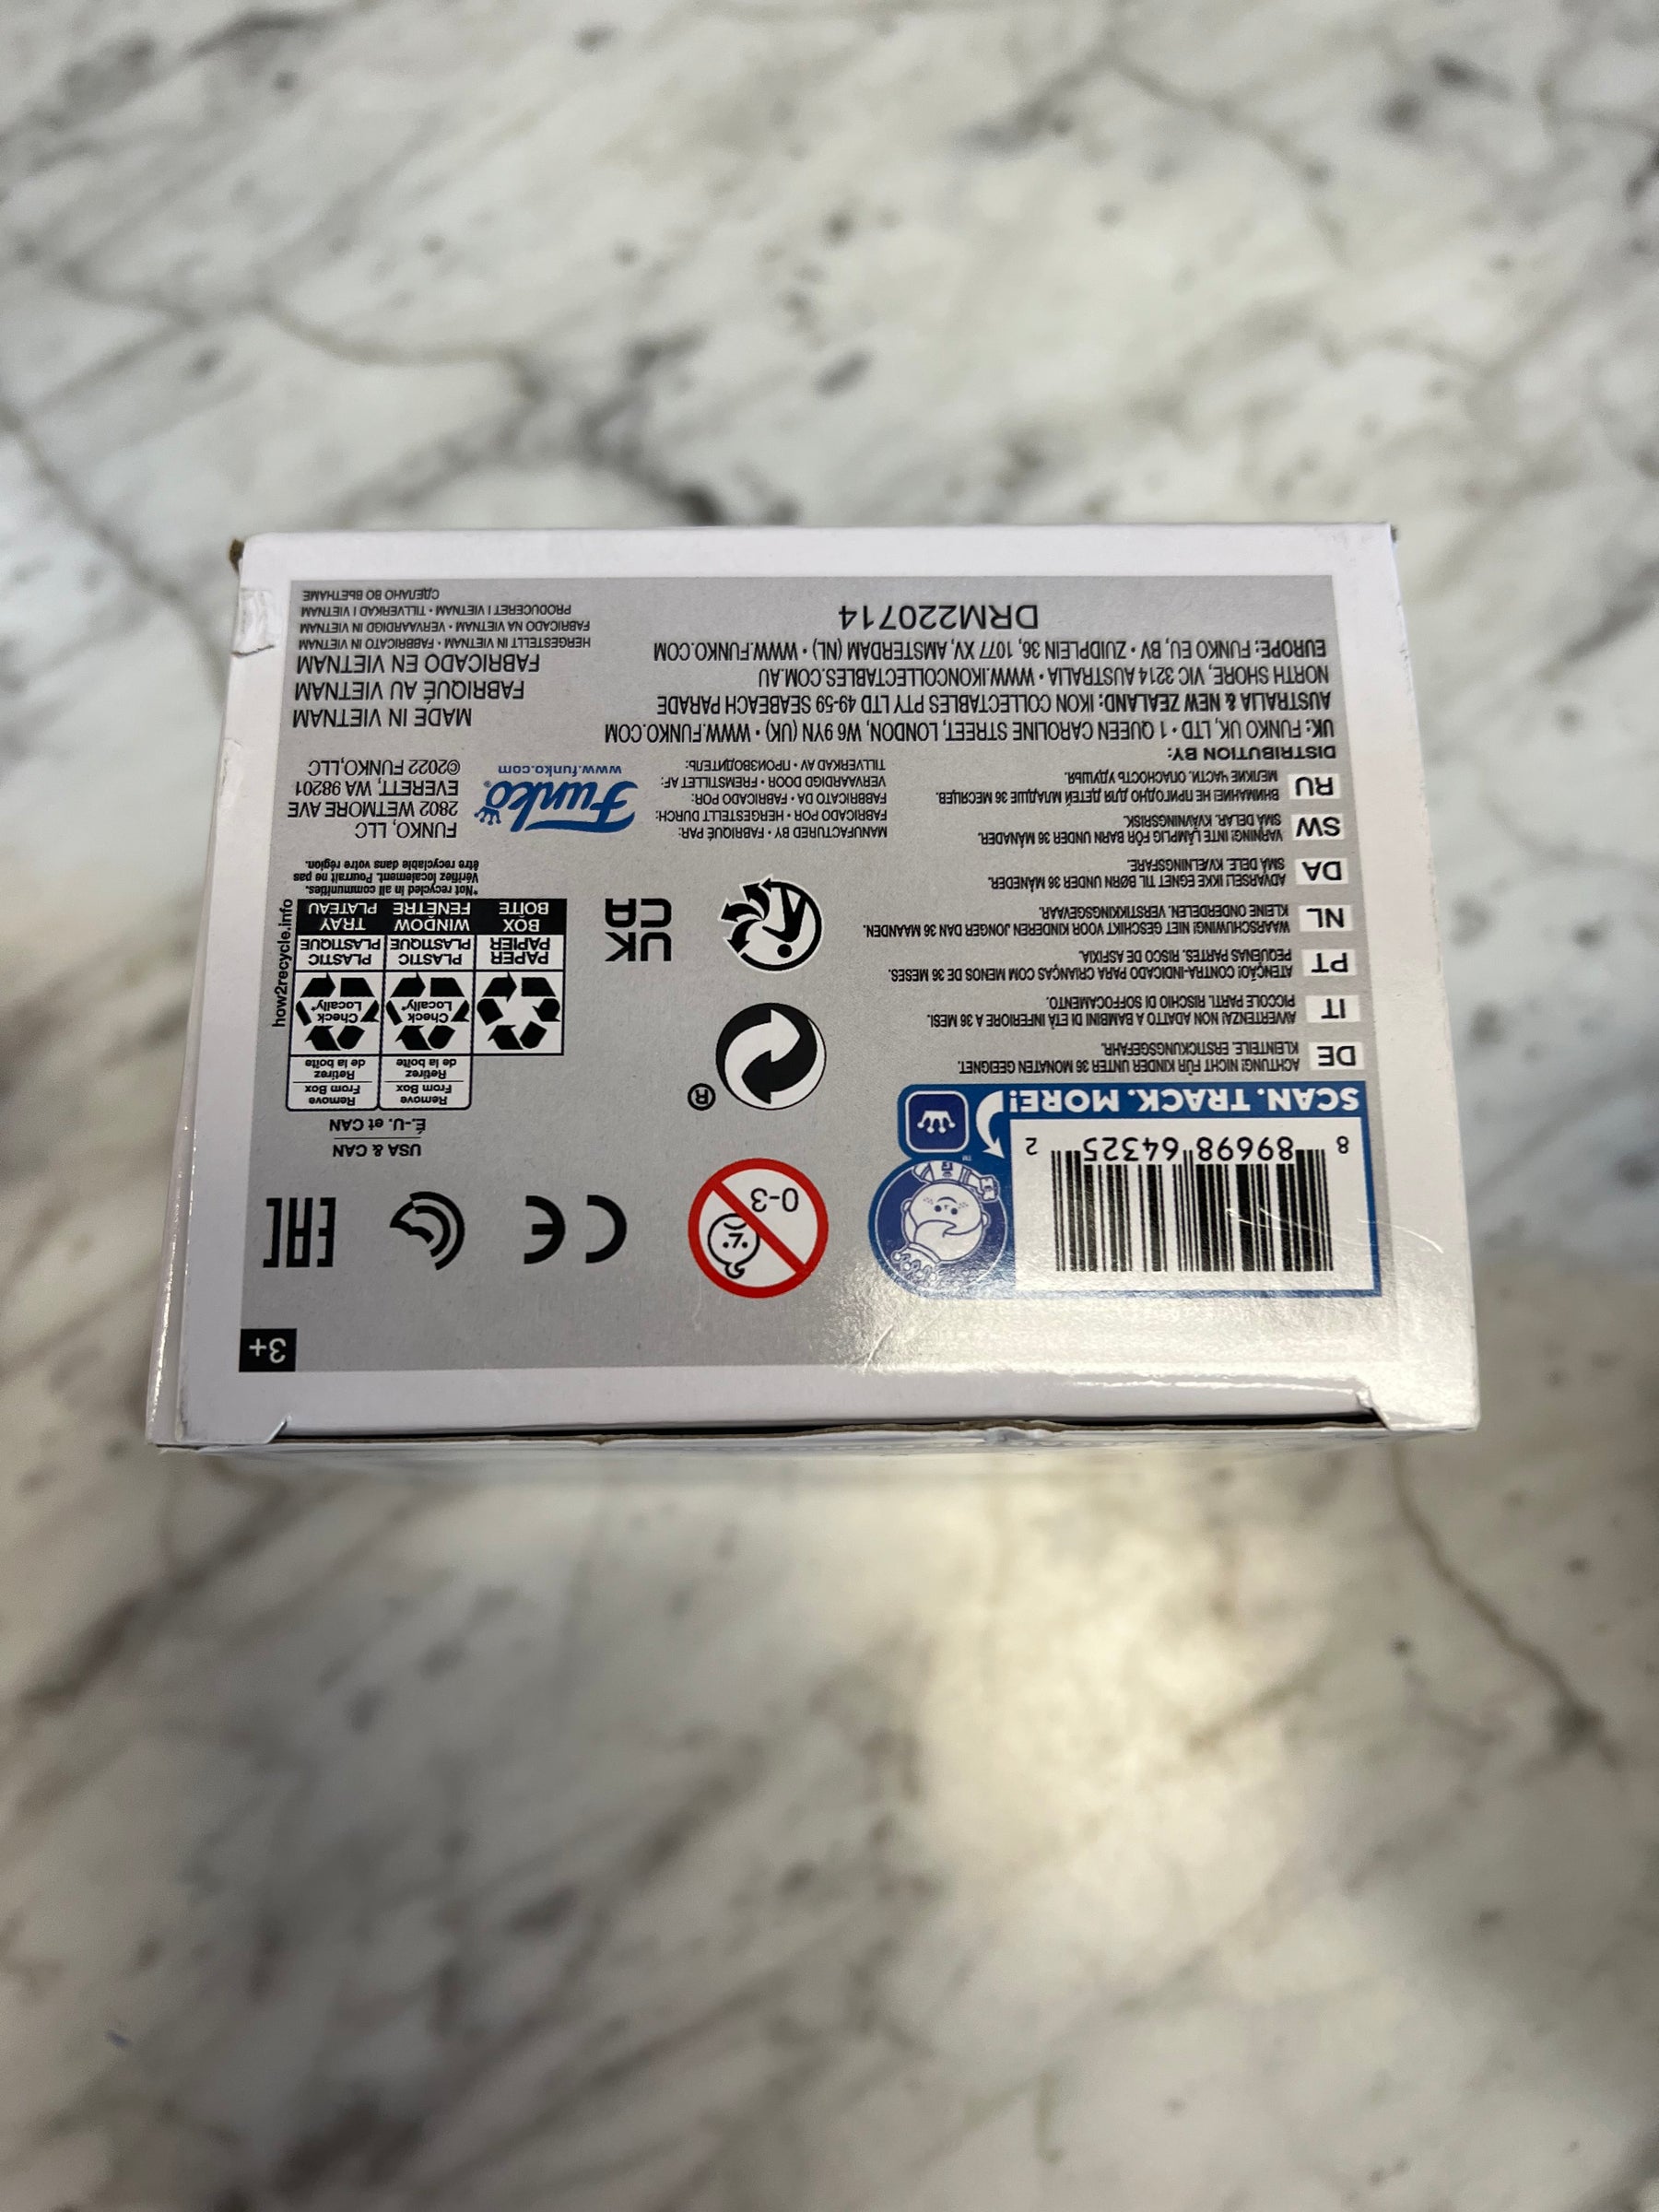 3+
8 89698 64325 2
SCAN. TRACK. MORE!
™
0-3
CE
EAC
USA & CAN
É.-U. et CAN
Remove From Box
Retirez de la boîte
Remove From Box
Retirez de la boîte
Check Locally*
Check Locally*
PAPER
PAPIER
BOX
BOÎTE
PLASTIC
PLASTIQUE
WINDOW
FENÊTRE
PLASTIC
PLASTIQUE
TRAY
PLATEAU
how2recycle.info
*Not recycled in all communities.
Vérifiez localement. Pourrait ne pas
être recyclable dans votre région.
®
UK
CA
DE ACHTUNG! NICHT FÜR KINDER UNTER 36 MONATEN GEEIGNET.
KLEINTEILE. ERSTICKUNGSGEFAHR.
IT AVVERTENZA! NON ADATTO A BAMBINI DI ETÀ INFERIORE A 36 MESI.
PICCOLE PARTI. RISCHIO DI SOFFOCAMENTO.
PT ATENÇÃO! CONTRA-INDICADO PARA CRIANÇAS COM MENOS DE 36 MESES.
PEQUENAS PARTES. RISCO DE ASFIXIA.
NL WAARSCHUWING! NIET GESCHIKT VOOR KINDEREN JONGER DAN 36 MAANDEN.
KLEINE ONDERDELEN. VERSTIKKINGSGEVAAR.
DA ADVARSEL! IKKE EGNET TIL BØRN UNDER 36 MÅNEDER.
SMÅ DELE. KVÆLNINGSFARE.
SW VARNING! INTE LÄMPLIG FÖR BARN UNDER 36 MÅNADER.
SMÅ DELAR. KVÄVNINGSRISK.
RU ВНИМАНИЕ! НЕ ПРИГОДНО ДЛЯ ДЕТЕЙ МЛАДШЕ 36 МЕСЯЦЕВ.
МЕЛКИЕ ЧАСТИ. ОПАСНОСТЬ УДУШЬЯ.
MANUFACTURED BY • FABRIQUÉ PAR:
FABRICADO POR • HERGESTELLT DURCH:
FABBRICATO DA • FABRICADO POR:
VERVAARDIGD DOOR • FREMSTILLET AF:
TILLVERKAD AV • ПРОИЗВОДИТЕЛЬ:
Funko®
www.funko.com
FUNKO, LLC
2802 WETMORE AVE
EVERETT, WA 98201
©2022 FUNKO,LLC
DISTRIBUTION BY:
UK: FUNKO UK, LTD • 1 QUEEN CAROLINE STREET, LONDON, W6 9YN (UK) • WWW.FUNKO.COM
AUSTRALIA & NEW ZEALAND: IKON COLLECTABLES PTY LTD 49-59 SEABEACH PARADE
NORTH SHORE, VIC 3214 AUSTRALIA • WWW.IKONCOLLECTABLES.COM.AU
EUROPE: FUNKO EU, BV • ZUIDPLEIN 36, 1077 XV, AMSTERDAM (NL) • WWW.FUNKO.COM
DRM220714
MADE IN VIETNAM
FABRIQUÉ AU VIETNAM
FABRICADO EN VIETNAM
HERGESTELLT IN VIETNAM • FABBRICATO IN VIETNAM
FABRICADO NA VIETNAM • VERVAARDIGD IN VIETNAM
PRODUCERET I VIETNAM • TILLVERKAD I VIETNAM
СДЕЛАНО ВО ВЬЕТНАМЕ